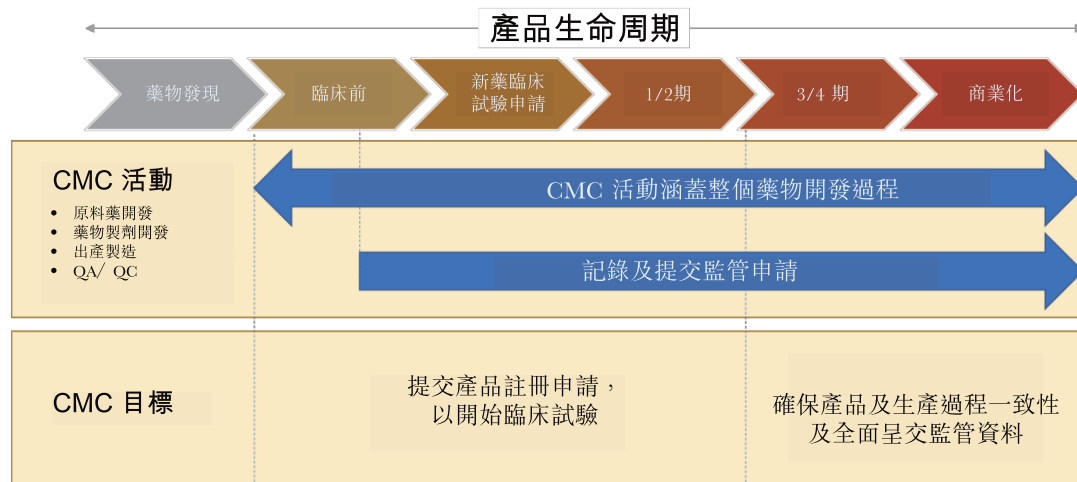 產品生命周期
藥物發現
臨床前
新藥臨床
試驗申請
1/2期
3/4 期
商業化
CMC 活動
• 原料藥開發
• 藥物製劑開發
• 出產製造
• QA/ QC
CMC 活動涵蓋整個藥物開發過程
記錄及提交監管申請
CMC 目標
提交產品註冊申請，
以開始臨床試驗
確保產品及生產過程一致性
及全面呈交監管資料